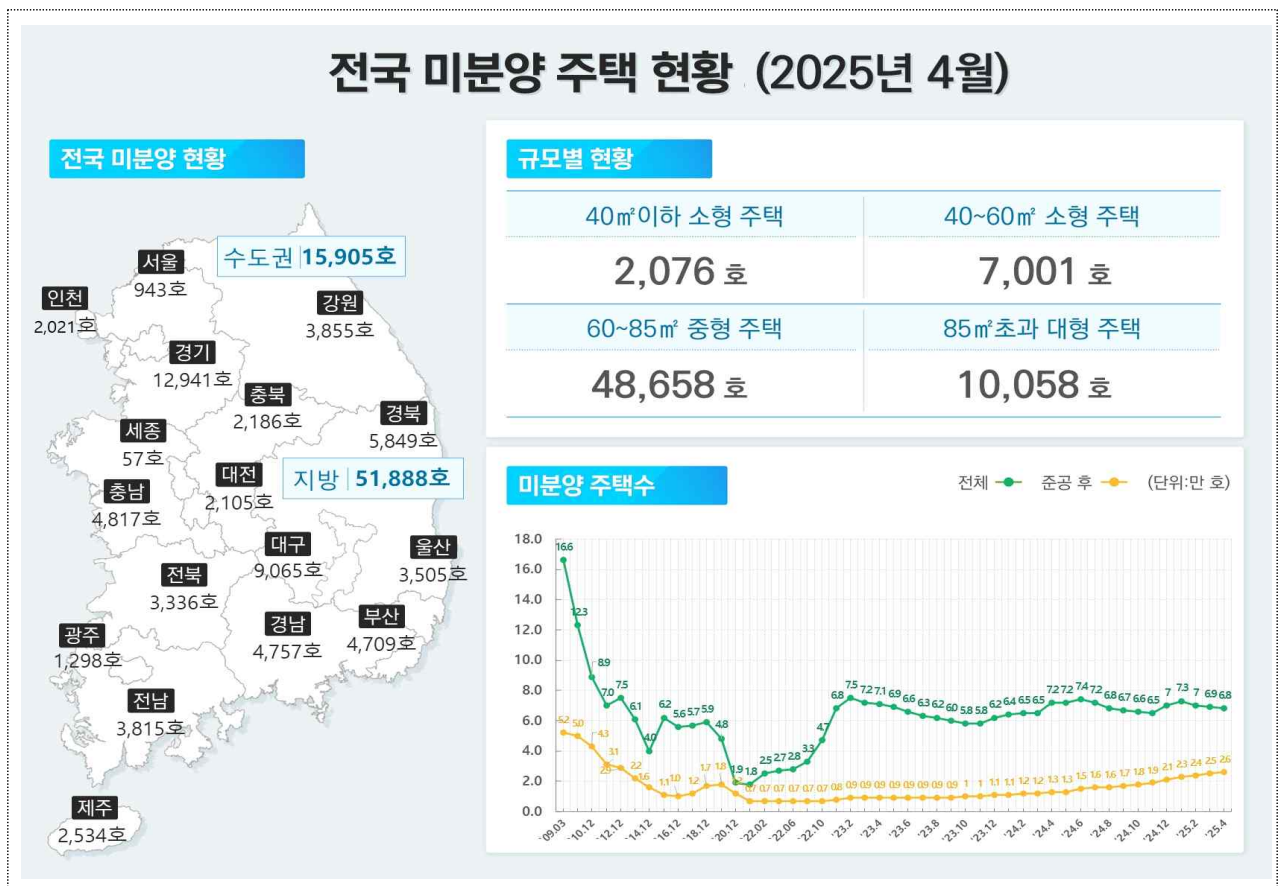 전국 미분양 주택 현황 (2025년 4월)
전국 미분양 현황
수도권 15,905호
서울
943호
인천
2,021호
강원
3,855호
경기
12,941호
충북
2,186호
경북
5,849호
세종
57호
지방 51,888호
대전
2,105호
충남
4,817호
대구
9,065호
울산
3,505호
전북
3,336호
부산
4,709호
경남
4,757호
광주
1,298호
전남
3,815호
제주
2,534호
규모별 현황
40㎡이하 소형 주택 40~60㎡ 소형 주택
2,076 호 7,001 호
60~85㎡ 중형 주택 85㎡초과 대형 주택
48,658 호 10,058 호
미분양 주택수
전체 준공 후 (단위:만 호)
18.0
16.0
14.0
12.0
10.0
8.0
6.0
4.0
2.0
0.0
16.6 12.3 8.9 7.0 7.5 6.1 4.0 6.2 5.6 5.7 5.9 4.8 1.9 1.8 2.5 2.7 2.8 3.3 4.7 6.8 7.5 7.2 7.1 6.9 6.6 6.3 6.2 6.0 5.8 5.8 6.2 6.4 6.5 6.5 7.2 7.2 7.4 7.2 6.8 6.7 6.6 6.5 7 7.3 7 6.9 6.8
5.2 5.0 4.3 3.1 2.9 2.2 1.6 1.1 1.0 1.2 1.7 1.8 1.2 0.7 0.7 0.7 0.7 0.7 0.7 0.8 0.9 0.9 0.9 0.9 0.9 0.9 0.9 0.9 1 1 1.1 1.1 1.2 1.2 1.3 1.3 1.5 1.6 1.6 1.7 1.8 1.9 2.1 2.3 2.4 2.5 2.6
'09.03 '10.12 '12.12 '14.12 '16.12 '18.12 '20.12 '22.02 '22.06 '22.10 '23.2 '23.4 '23.6 '23.8 '23.10 '23.12 '24.2 '24.4 '24.6 '24.8 '24.10 '24.12 '25.2 '25.4